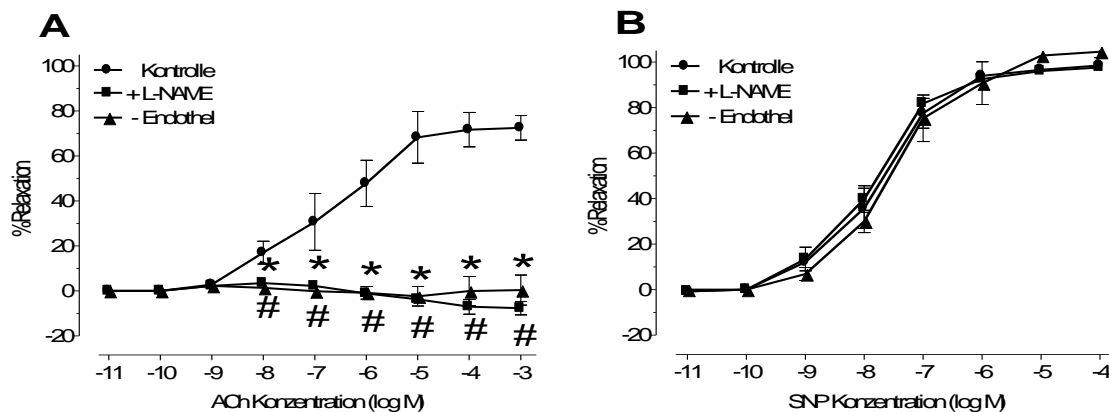 A
B
100
80
60
40
20
0
-20
%Relaxation
Kontrolle
+ L-NAME
- Endothel
* * * * * *
# # # # # #
-11 -10 -9 -8 -7 -6 -5 -4 -3
ACh Konzentration (log M)
100
80
60
40
20
0
-20
%Relaxation
Kontrolle
+ L-NAME
- Endothel
-11 -10 -9 -8 -7 -6 -5 -4
SNP Konzentration (log M)